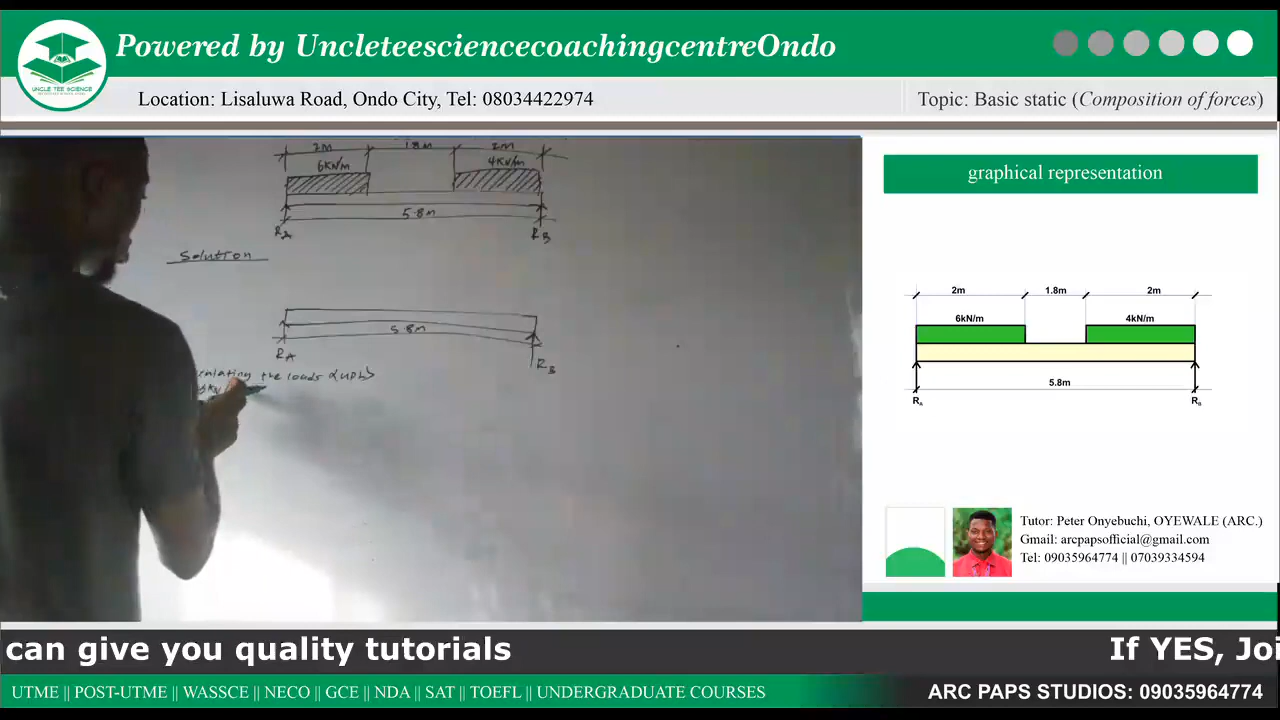 Powered by UncleteesciencecoachingcentreOndo
UNCLE TEE SCIENCE
Location: Lisaluwa Road, Ondo City, Tel: 08034422974
Topic: Basic static (Composition of forces)
2m
1.8m
2m
6KN/m
4KN/m
5.8m
RA
RB
Solution
5.8m
RA
RB
the loads (UDL)
graphical representation
2m
1.8m
2m
6kN/m
4kN/m
5.8m
RA
RB
Tutor: Peter Onyebuchi, OYEWALE (ARC.)
Gmail: arcpapsofficial@gmail.com
Tel: 09035964774 || 07039334594
can give you quality tutorials
If YES, Joi
UTME || POST-UTME || WASSCE || NECO || GCE || NDA || SAT || TOEFL || UNDERGRADUATE COURSES
ARC PAPS STUDIOS: 09035964774